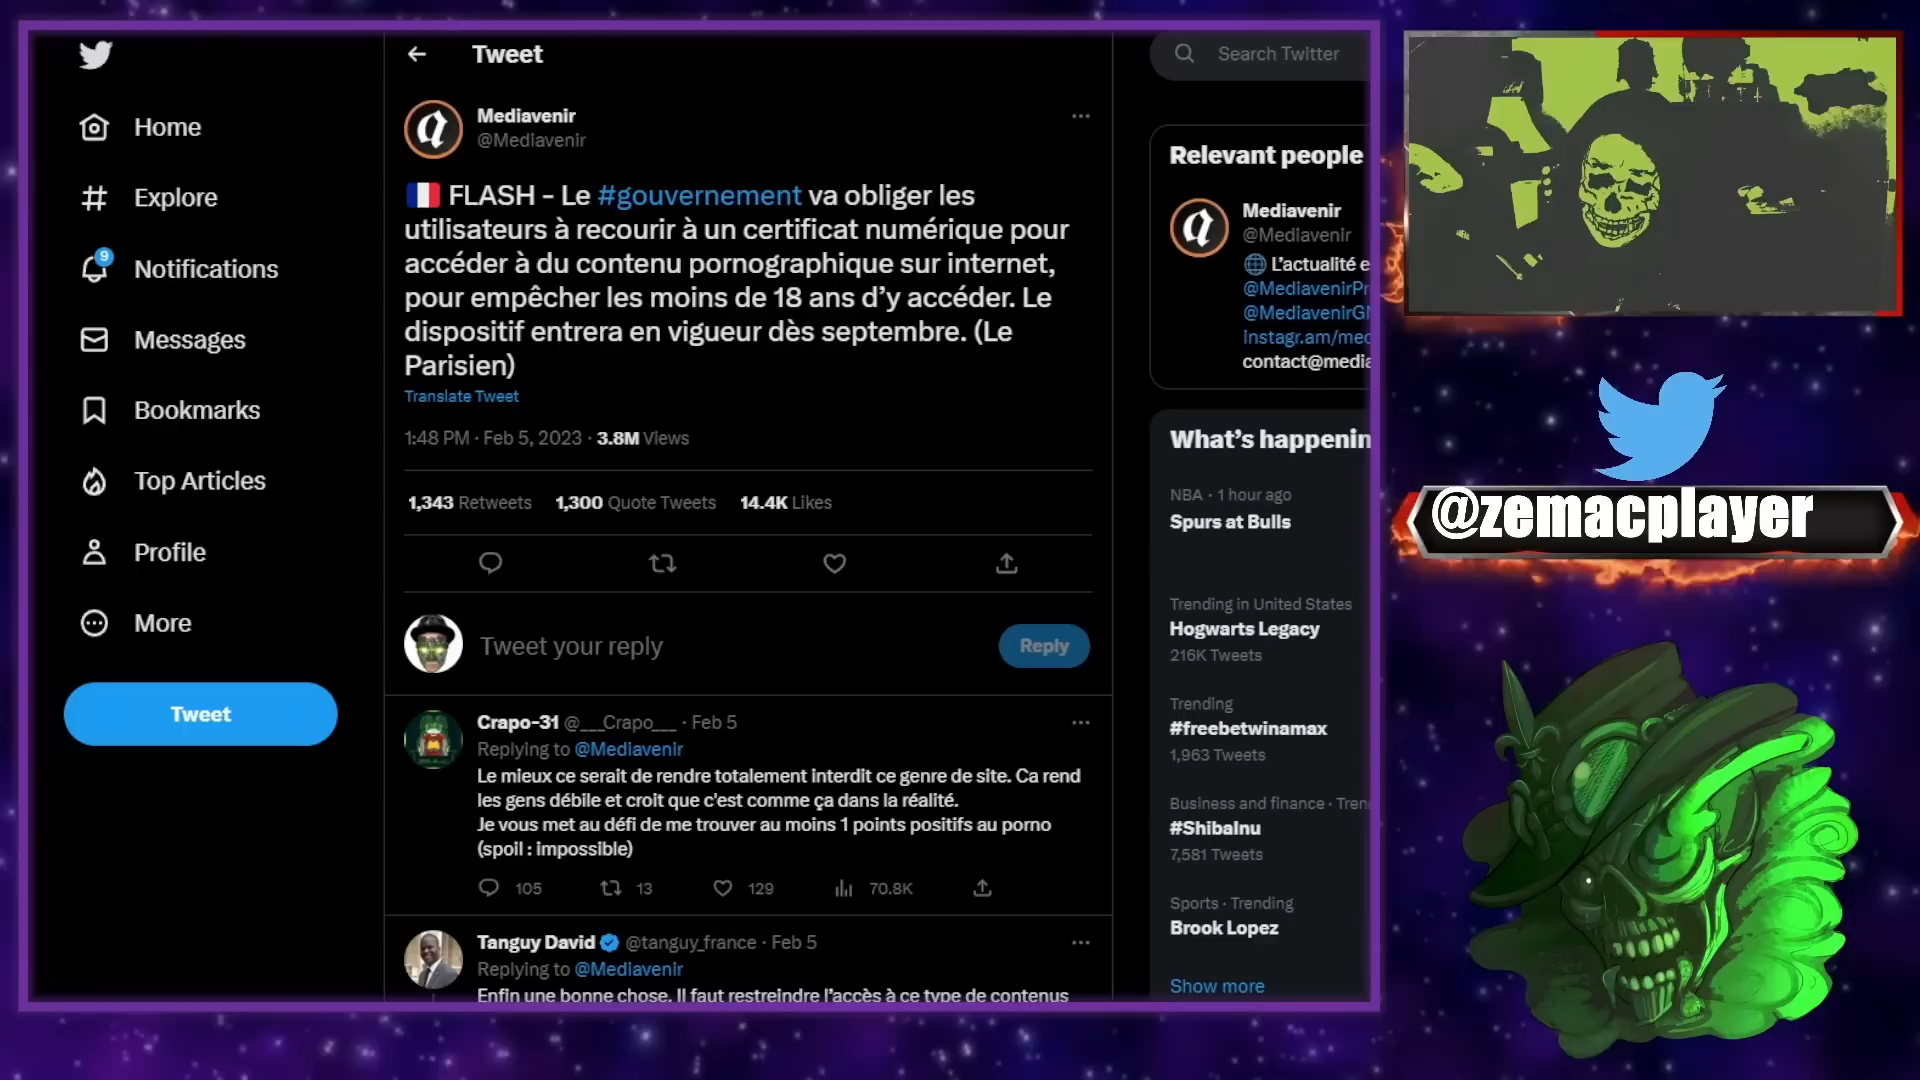 Home
Explore
9
Notifications
Messages
Bookmarks
Top Articles
Profile
More
Tweet
Tweet
Mediavenir
@Mediavenir
FLASH - Le #gouvernement va obliger les
utilisateurs à recourir à un certificat numérique pour
accéder à du contenu pornographique sur internet,
pour empêcher les moins de 18 ans d’y accéder. Le
dispositif entrera en vigueur dès septembre. (Le
Parisien)
Translate Tweet
1:48 PM · Feb 5, 2023 · 3.8M Views
1,343 Retweets 1,300 Quote Tweets 14.4K Likes
Tweet your reply
Reply
Crapo-31 @___Crapo___ · Feb 5
Replying to @Mediavenir
Le mieux ce serait de rendre totalement interdit ce genre de site. Ca rend
les gens débile et croit que c'est comme ça dans la réalité.
Je vous met au défi de me trouver au moins 1 points positifs au porno
(spoil : impossible)
105 13 129 70.8K
Tanguy David @tanguy_france · Feb 5
Replying to @Mediavenir
Enfin une bonne chose. Il faut restreindre l’accès à ce type de contenus
Search Twitter
Relevant people
Mediavenir
@Mediavenir
L’actualité e
@MediavenirPr
@MediavenirG
instagr.am/med
contact@media
What’s happenin
NBA · 1 hour ago
Spurs at Bulls
Trending in United States
Hogwarts Legacy
216K Tweets
Trending
#freebetwinamax
1,963 Tweets
Business and finance · Tren
#ShibaInu
7,581 Tweets
Sports · Trending
Brook Lopez
Show more
@zemacplayer